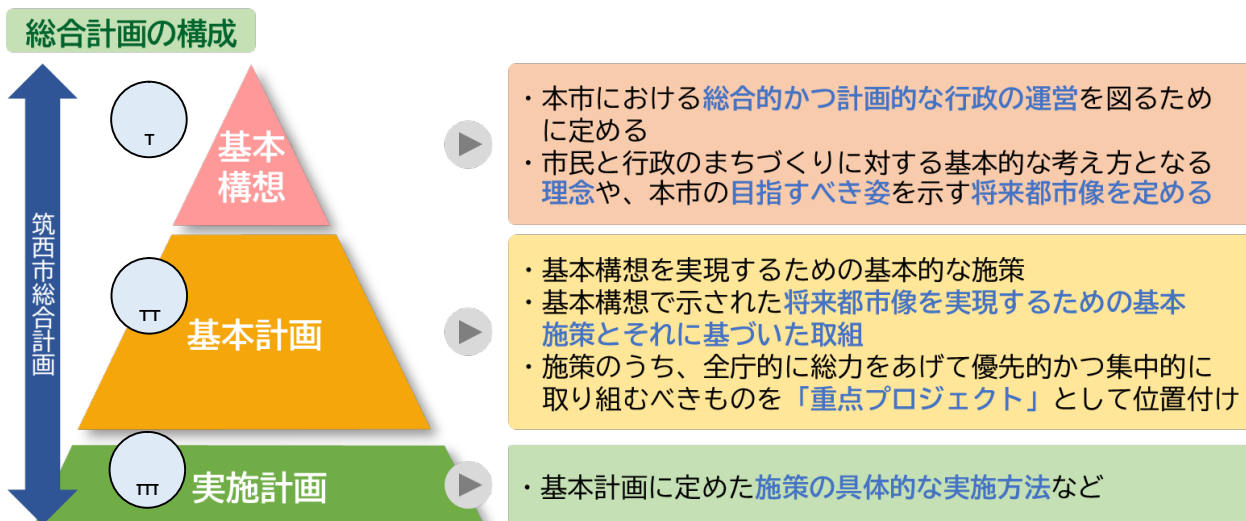 総合計画の構成
筑西市総合計画
基本
構想
・本市における総合的かつ計画的な行政の運営を図るため
に定める
・市民と行政のまちづくりに対する基本的な考え方となる
理念や、本市の目指すべき姿を示す将来都市像を定める
基本計画
・基本構想を実現するための基本的な施策
・基本構想で示された将来都市像を実現するための基本
施策とそれに基づいた取組
・施策のうち、全庁的に総力をあげて優先的かつ集中的に
取り組むべきものを「重点プロジェクト」として位置付け
実施計画
・基本計画に定めた施策の具体的な実施方法など